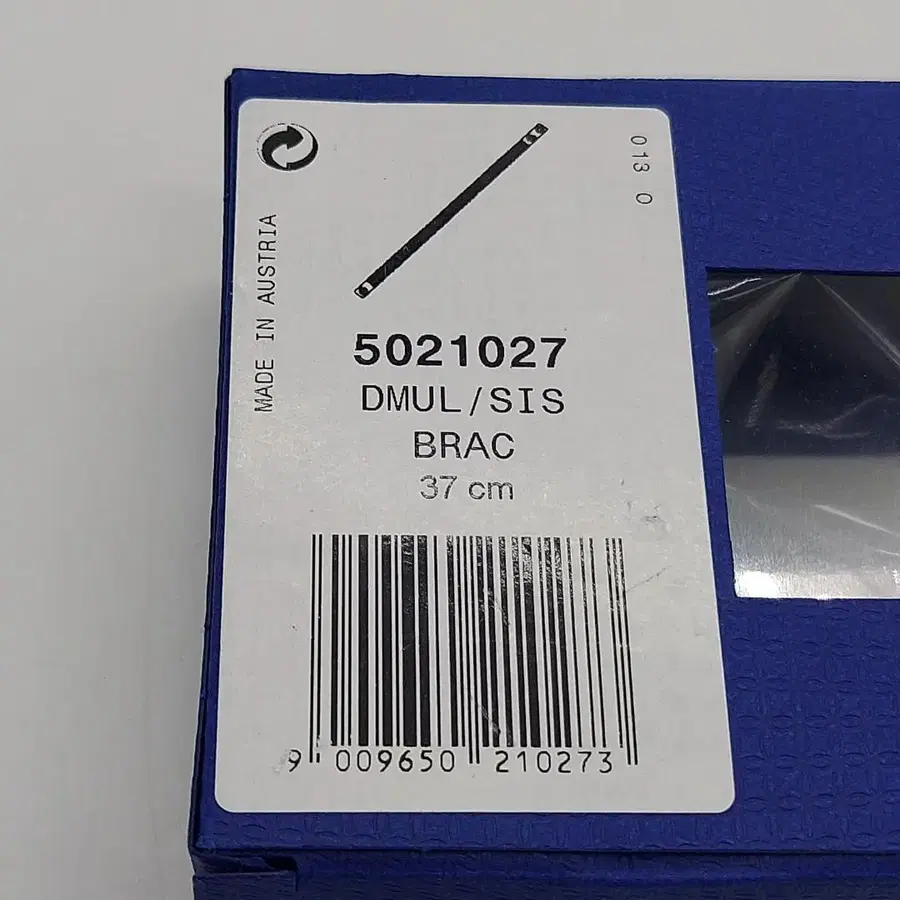 013 0
MADE IN AUSTRIA
5021027
DMUL/SIS
BRAC
37 cm
9 009650 210273